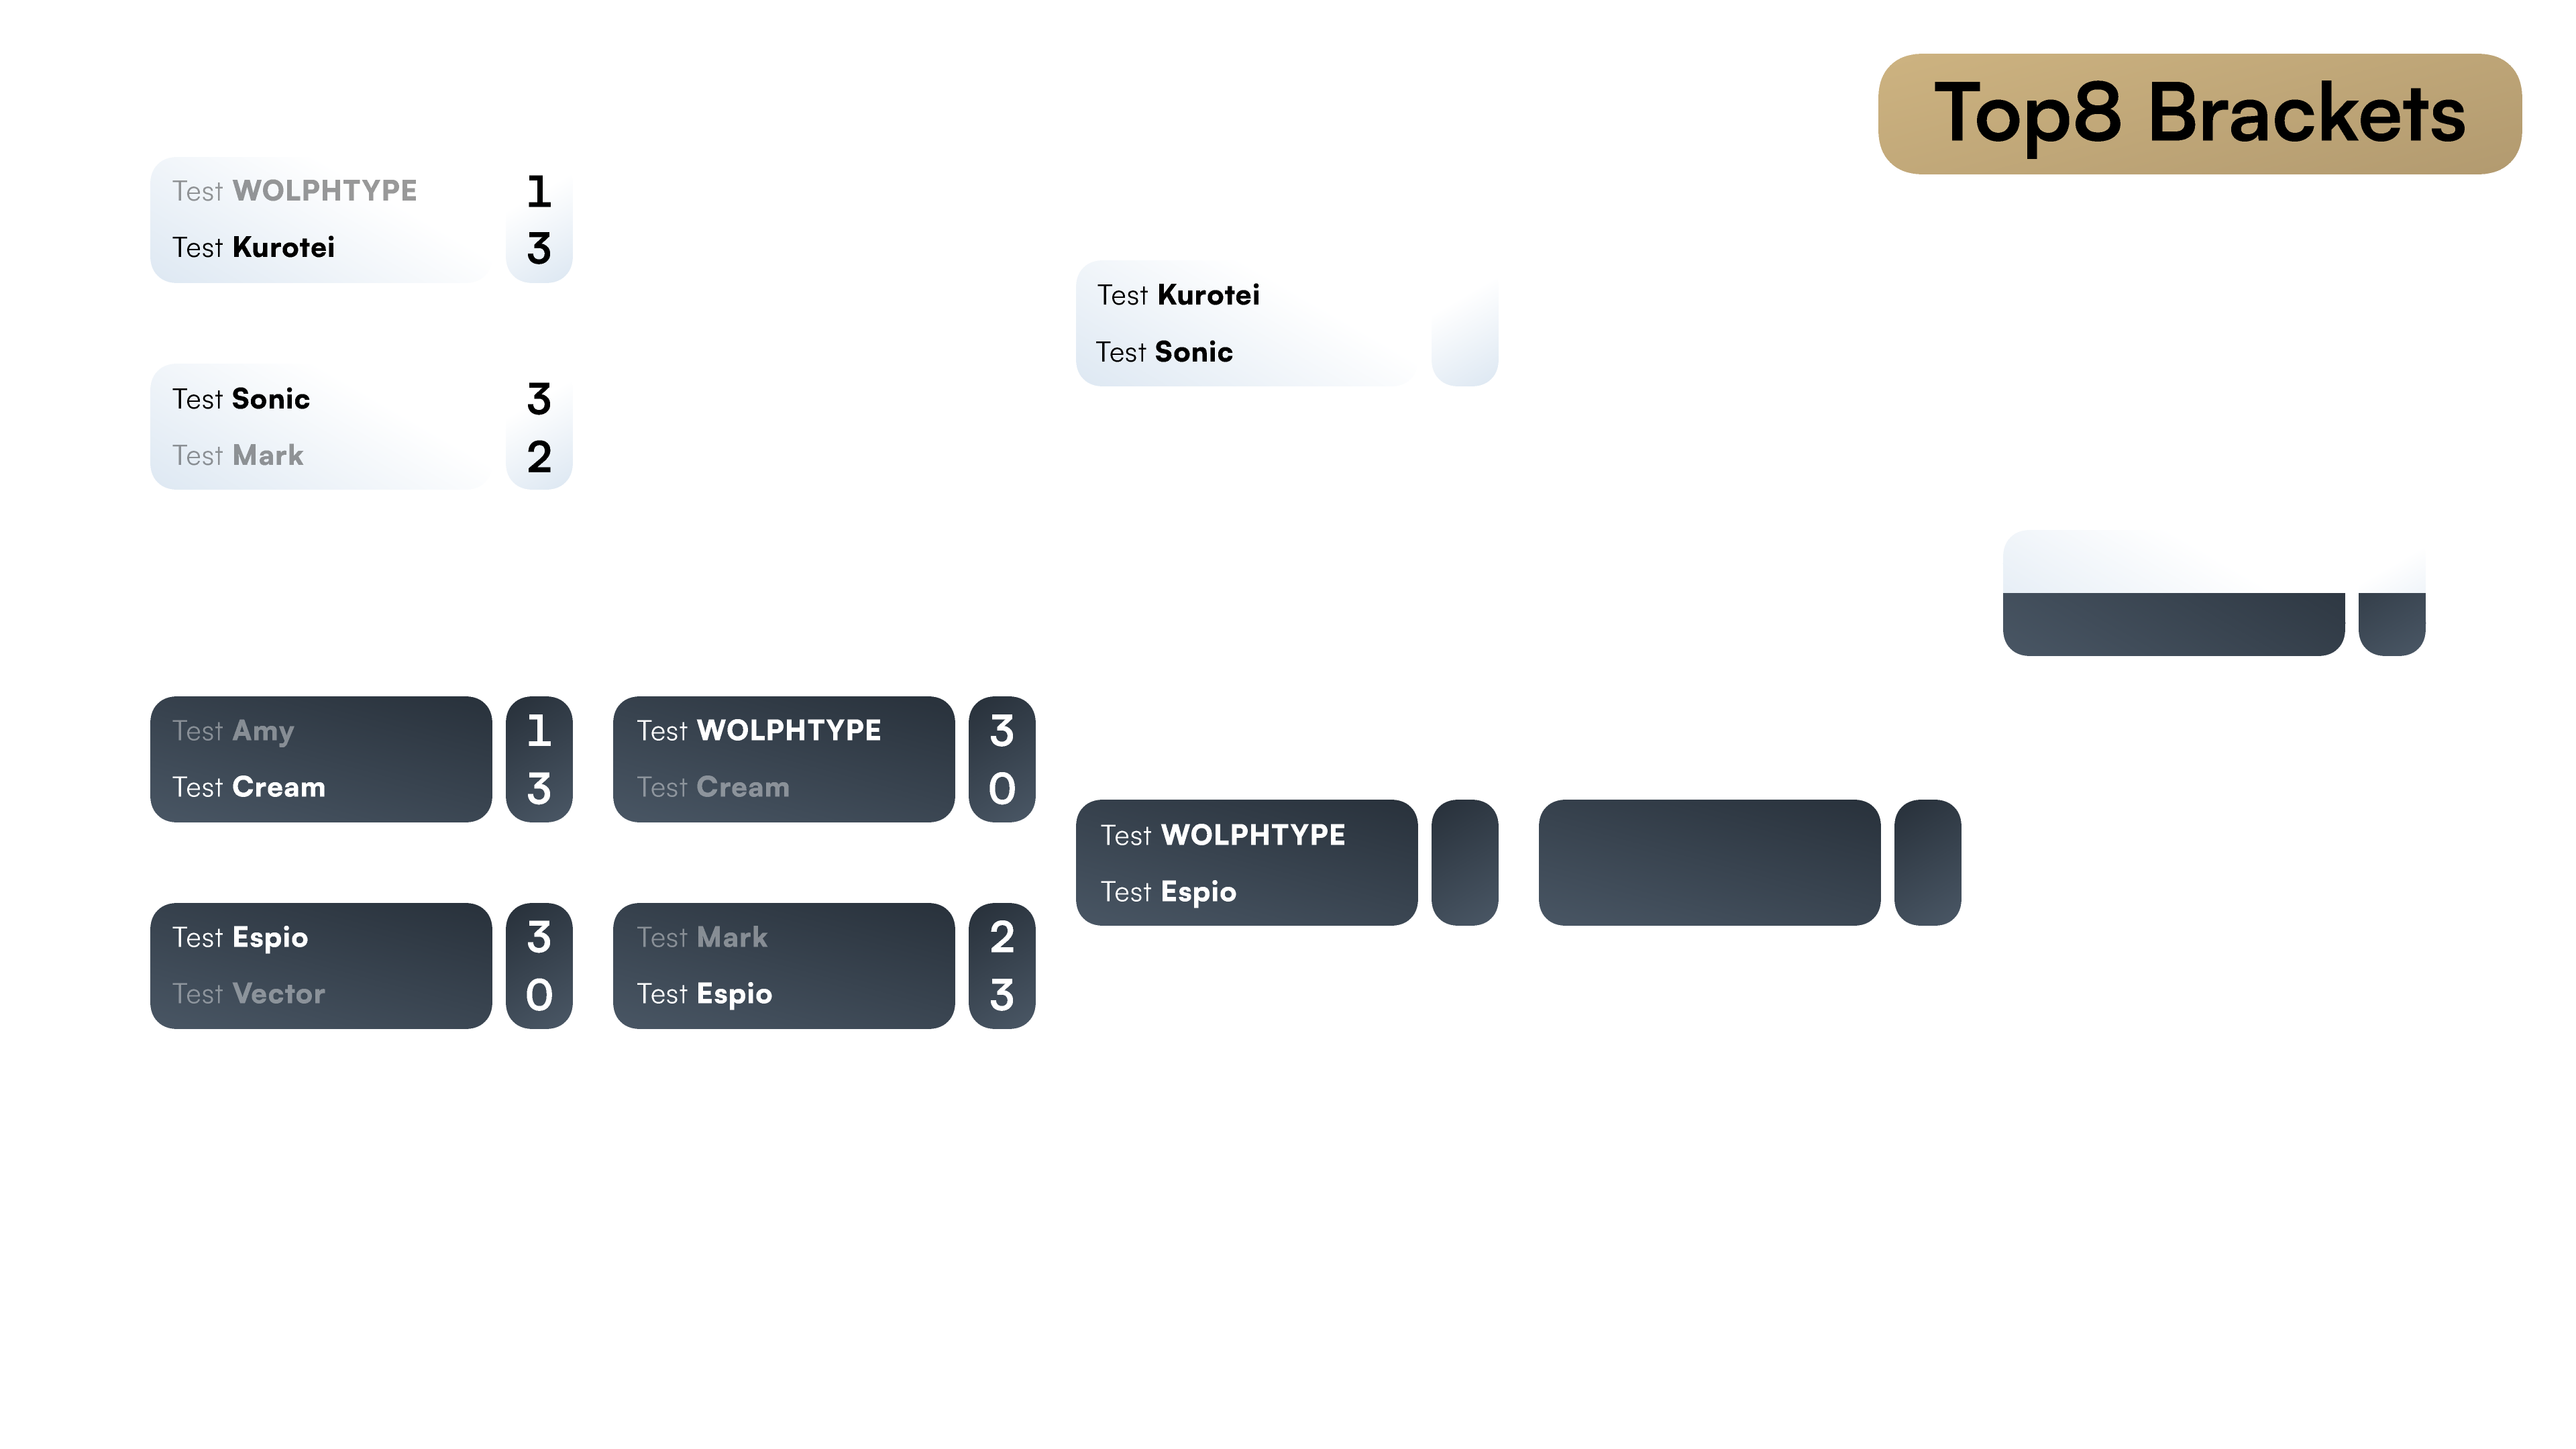 Top8 Brackets
Test WOLPHTYPE 1
Test Kurotei 3
Test Sonic 3
Test Mark 2
Test Kurotei
Test Sonic
Test Amy 1
Test Cream 3
Test Espio 3
Test Vector 0
Test WOLPHTYPE 3
Test Cream 0
Test Mark 2
Test Espio 3
Test WOLPHTYPE
Test Espio